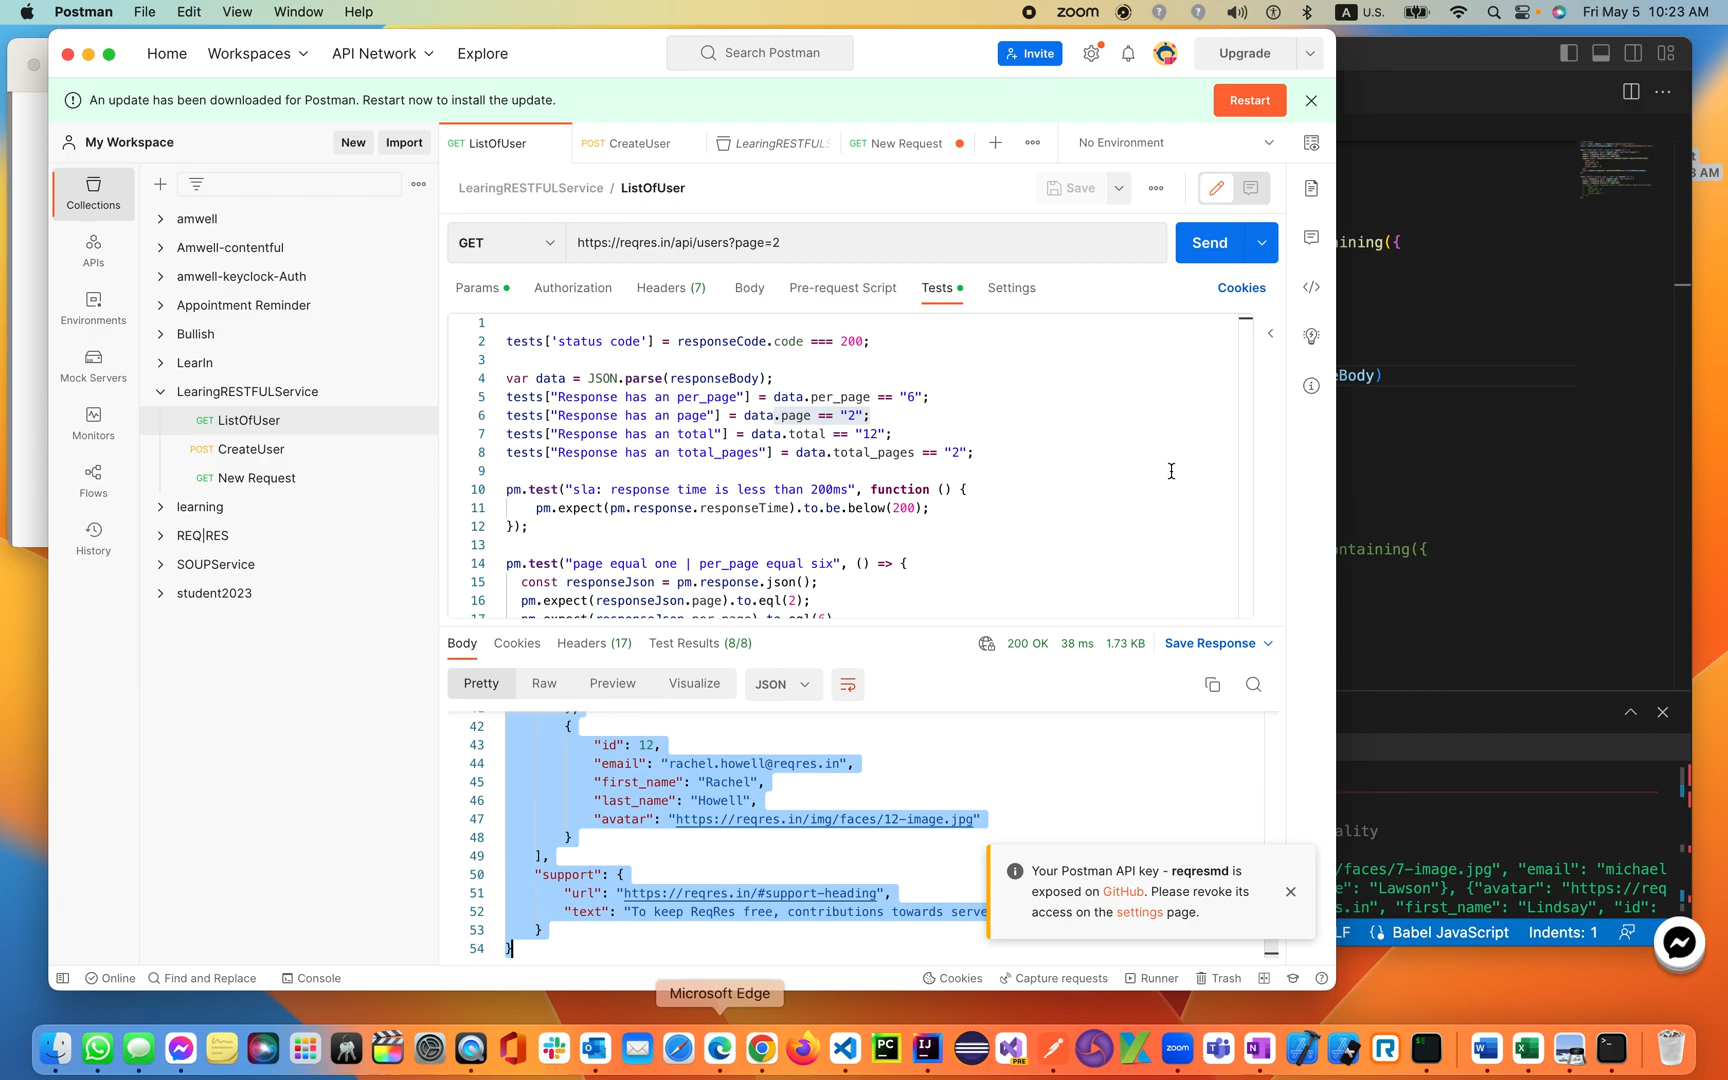 Postman File Edit View Window Help
zoom A U.S. Fri May 5 10:23 AM
Home Workspaces API Network Explore
Search Postman
Invite
Upgrade
An update has been downloaded for Postman. Restart now to install the update.
Restart
My Workspace
New
Import
GET ListOfUser
POST CreateUser
LearingRESTFULS
GET New Request
No Environment
Collections
APIs
Environments
Mock Servers
Monitors
Flows
History
amwell
Amwell-contentful
amwell-keyclock-Auth
Appointment Reminder
Bullish
LearIn
LearingRESTFULService
GET ListOfUser
POST CreateUser
GET New Request
learning
REQ|RES
SOUPService
student2023
LearingRESTFULService / ListOfUser
Save
GET
https://reqres.in/api/users?page=2
Send
Params Authorization Headers (7) Body Pre-request Script Tests Settings
Cookies
1
2 tests['status code'] = responseCode.code === 200;
3
4 var data = JSON.parse(responseBody);
5 tests["Response has an per_page"] = data.per_page == "6";
6 tests["Response has an page"] = data.page == "2";
7 tests["Response has an total"] = data.total == "12";
8 tests["Response has an total_pages"] = data.total_pages == "2";
9
10 pm.test("sla: response time is less than 200ms", function () {
11 pm.expect(pm.response.responseTime).to.be.below(200);
12 });
13
14 pm.test("page equal one | per_page equal six", () => {
15 const responseJson = pm.response.json();
16 pm.expect(responseJson.page).to.eql(2);
17 pm.expect(responseJson.per_page).to.eql(6)
Body Cookies Headers (17) Test Results (8/8)
200 OK 38 ms 1.73 KB Save Response
Pretty Raw Preview Visualize JSON
42 {
43 "id": 12,
44 "email": "rachel.howell@reqres.in",
45 "first_name": "Rachel",
46 "last_name": "Howell",
47 "avatar": "https://reqres.in/img/faces/12-image.jpg"
48 }
49 ],
50 "support": {
51 "url": "https://reqres.in/#support-heading",
52 "text": "To keep ReqRes free, contributions towards serve
53 }
54 }
Your Postman API key - reqresmd is
exposed on GitHub. Please revoke its
access on the settings page.
Online Find and Replace Console
Cookies Capture requests Runner Trash
Microsoft Edge
ining({
eBody)
ntaining({
ality
/faces/7-image.jpg", "email": "michael
e": "Lawson"}, {"avatar": "https://req
s.in", "first_name": "Lindsay", "id":
LF Babel JavaScript Indents: 1
t
3 AM
PC
IJ
PRE
zoom